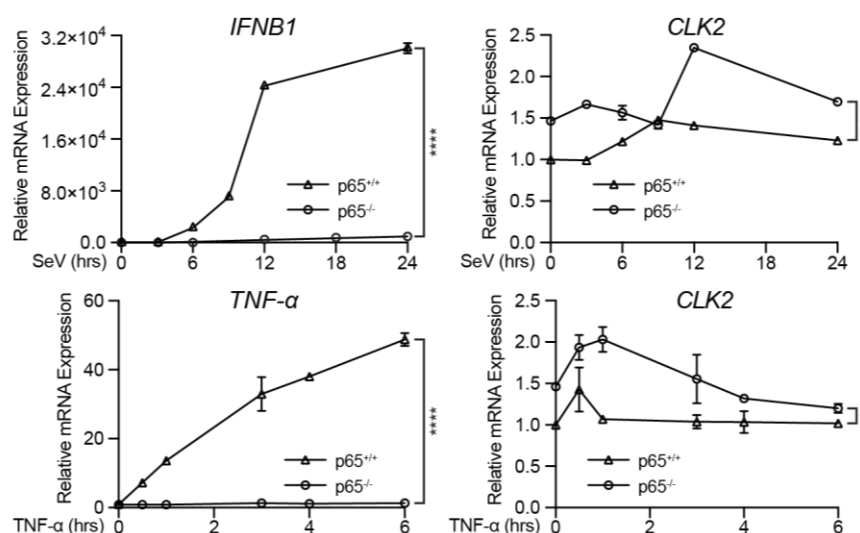 IFNB1
Relative mRNA Expression
3.2×10⁴
2.4×10⁴
1.6×10⁴
8.0×10³
0.0
p65⁺/⁺
p65⁻/⁻
****
0 6 12 18 24
SeV (hrs)
CLK2
Relative mRNA Expression
2.5
2.0
1.5
1.0
0.5
0.0
p65⁺/⁺
p65⁻/⁻
0 6 12 18 24
SeV (hrs)
TNF-α
Relative mRNA Expression
60
40
20
0
p65⁺/⁺
p65⁻/⁻
****
0 2 4 6
TNF-α (hrs)
CLK2
Relative mRNA Expression
2.5
2.0
1.5
1.0
0.5
0.0
p65⁺/⁺
p65⁻/⁻
0 2 4 6
TNF-α (hrs)